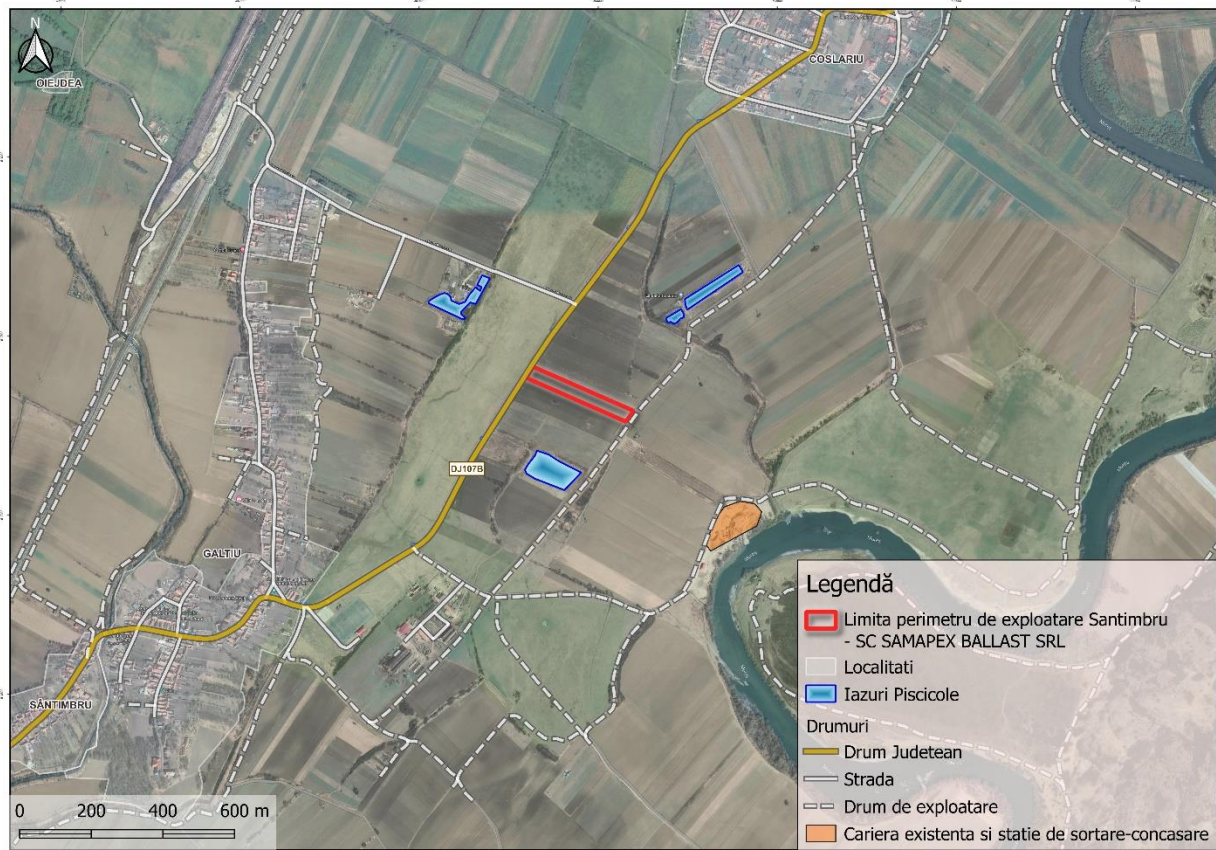 N
OIEJDEA
COSLARIU
DJ107B
GALTIU
SÂNTIMBRU
Legendă
Limita perimetru de exploatare Santimbru
- SC SAMAPEX BALLAST SRL
Localitati
Iazuri Piscicole
Drumuri
Drum Judetean
Strada
Drum de exploatare
Cariera existenta si statie de sortare-concasare
0 200 400 600 m